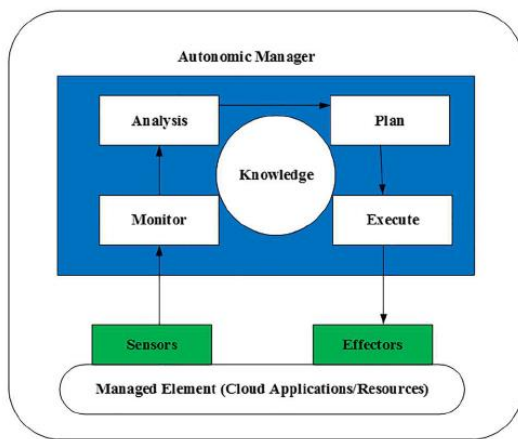 Autonomic Manager
Analysis
Plan
Knowledge
Monitor
Execute
Sensors
Effectors
Managed Element (Cloud Applications/Resources)